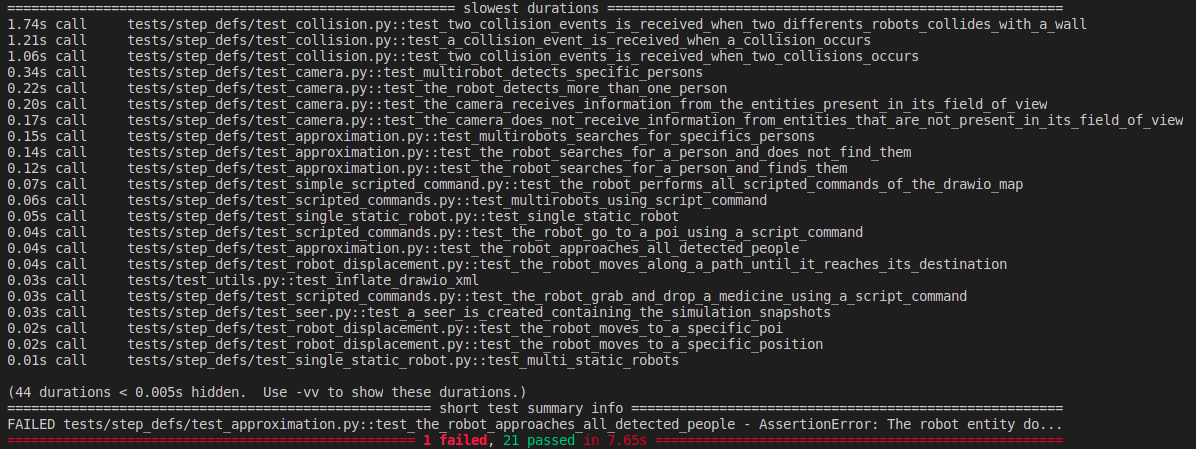 ======================================================== slowest durations =========================================================
1.74s call     tests/step_defs/test_collision.py::test_two_collision_events_is_received_when_two_differents_robots_collides_with_a_wall
1.21s call     tests/step_defs/test_collision.py::test_a_collision_event_is_received_when_a_collision_occurs
1.06s call     tests/step_defs/test_collision.py::test_two_collision_events_is_received_when_two_collisions_occurs
0.34s call     tests/step_defs/test_camera.py::test_multirobot_detects_specific_persons
0.22s call     tests/step_defs/test_camera.py::test_the_robot_detects_more_than_one_person
0.20s call     tests/step_defs/test_camera.py::test_the_camera_receives_information_from_the_entities_present_in_its_field_of_view
0.17s call     tests/step_defs/test_camera.py::test_the_camera_does_not_receive_information_from_entities_that_are_not_present_in_its_field_of_view
0.15s call     tests/step_defs/test_approximation.py::test_multirobots_searches_for_specifics_persons
0.14s call     tests/step_defs/test_approximation.py::test_the_robot_searches_for_a_person_and_does_not_find_them
0.12s call     tests/step_defs/test_approximation.py::test_the_robot_searches_for_a_person_and_finds_them
0.07s call     tests/step_defs/test_simple_scripted_command.py::test_the_robot_performs_all_scripted_commands_of_the_drawio_map
0.06s call     tests/step_defs/test_scripted_commands.py::test_multirobots_using_script_command
0.05s call     tests/step_defs/test_single_static_robot.py::test_single_static_robot
0.04s call     tests/step_defs/test_scripted_commands.py::test_the_robot_go_to_a_poi_using_a_script_command
0.04s call     tests/step_defs/test_approximation.py::test_the_robot_approaches_all_detected_people
0.04s call     tests/step_defs/test_robot_displacement.py::test_the_robot_moves_along_a_path_until_it_reaches_its_destination
0.03s call     tests/test_utils.py::test_inflate_drawio_xml
0.03s call     tests/step_defs/test_scripted_commands.py::test_the_robot_grab_and_drop_a_medicine_using_a_script_command
0.03s call     tests/step_defs/test_seer.py::test_a_seer_is_created_containing_the_simulation_snapshots
0.02s call     tests/step_defs/test_robot_displacement.py::test_the_robot_moves_to_a_specific_poi
0.02s call     tests/step_defs/test_robot_displacement.py::test_the_robot_moves_to_a_specific_position
0.01s call     tests/step_defs/test_single_static_robot.py::test_multi_static_robots
(44 durations < 0.005s hidden.  Use -vv to show these durations.)
===================================================== short test summary info ======================================================
FAILED tests/step_defs/test_approximation.py::test_the_robot_approaches_all_detected_people - AssertionError: The robot entity do...
=================================================== 1 failed, 21 passed in 7.65s ===================================================